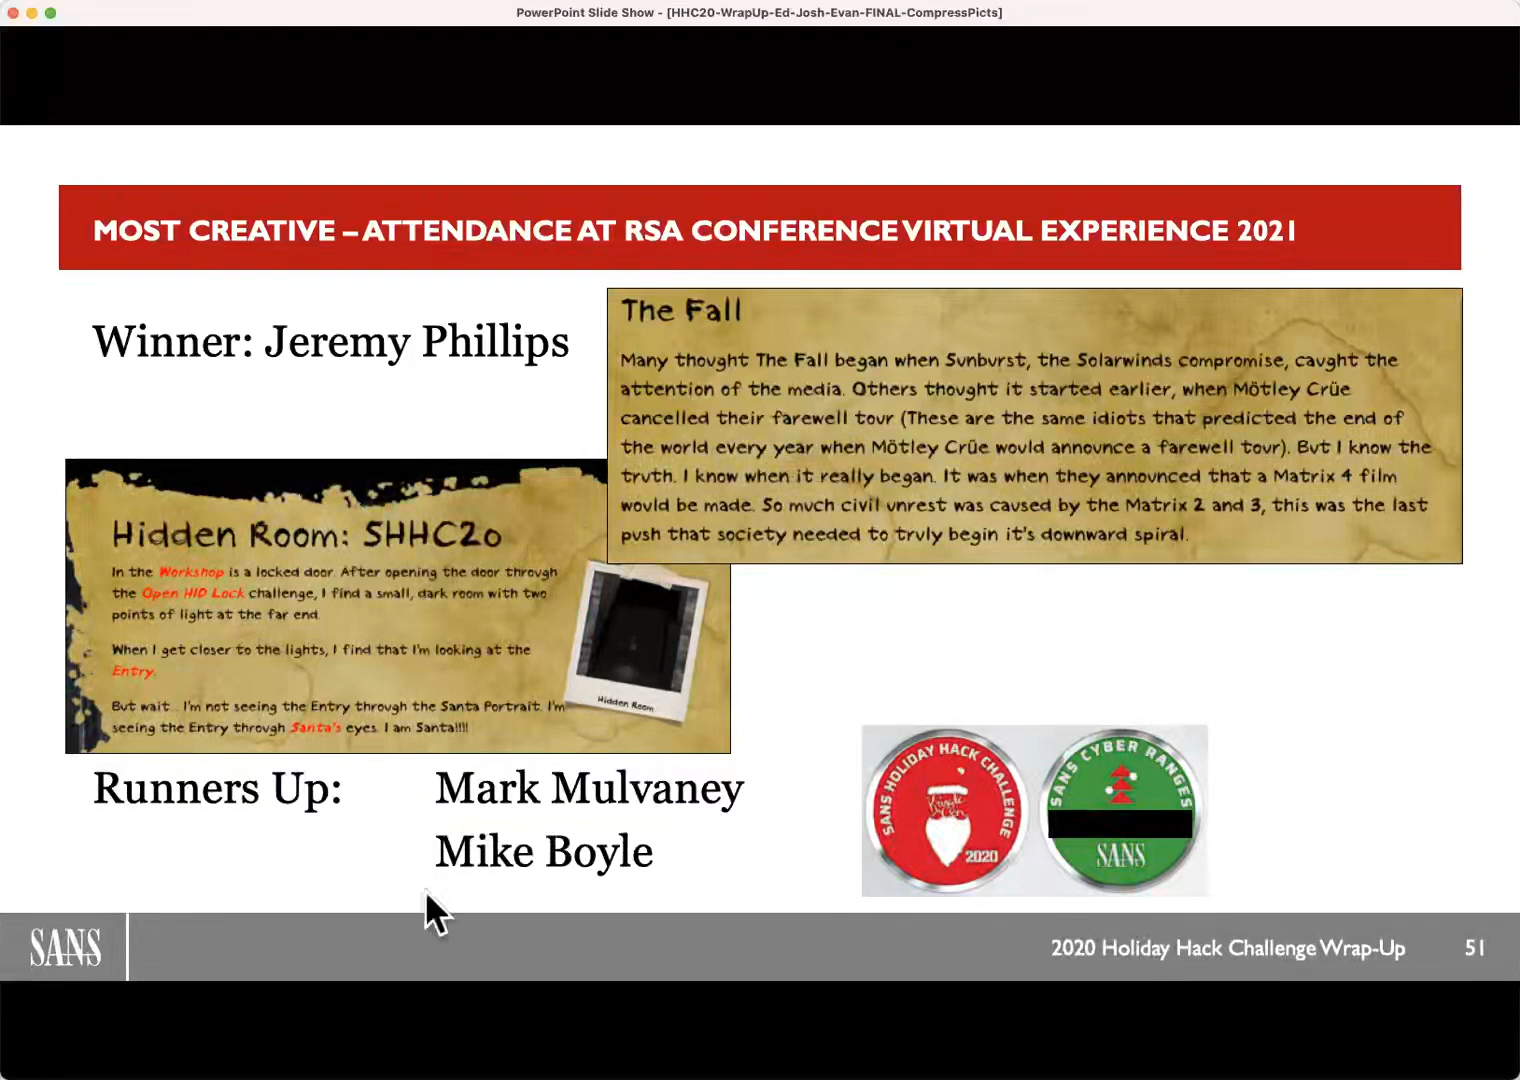 PowerPoint Slide Show - [HHC20-WrapUp-Ed-Josh-Evan-FINAL-CompressPicts]
MOST CREATIVE – ATTENDANCE AT RSA CONFERENCE VIRTUAL EXPERIENCE 2021
Winner: Jeremy Phillips
The Fall
Many thought The Fall began when Sunburst, the Solarwinds compromise, caught the
attention of the media. Others thought it started earlier, when Mötley Crüe
cancelled their farewell tour (These are the same idiots that predicted the end of
the world every year when Mötley Crüe would announce a farewell tour). But I know the
truth. I know when it really began. It was when they announced that a Matrix 4 film
would be made. So much civil unrest was caused by the Matrix 2 and 3, this was the last
push that society needed to truly begin it's downward spiral.
Hidden Room: SHHC20
In the Workshop is a locked door. After opening the door through
the Open HID Lock challenge, I find a small, dark room with two
points of light at the far end.
When I get closer to the lights, I find that I'm looking at the
Entry.
But wait... I'm not seeing the Entry through the Santa Portrait. I'm
seeing the Entry through Santa's eyes. I am Santa!!!!
Hidden Room
Runners Up: Mark Mulvaney
Mike Boyle
SANS HOLIDAY HACK CHALLENGE
2020
SANS CYBER RANGES
SANS
SANS
2020 Holiday Hack Challenge Wrap-Up 51